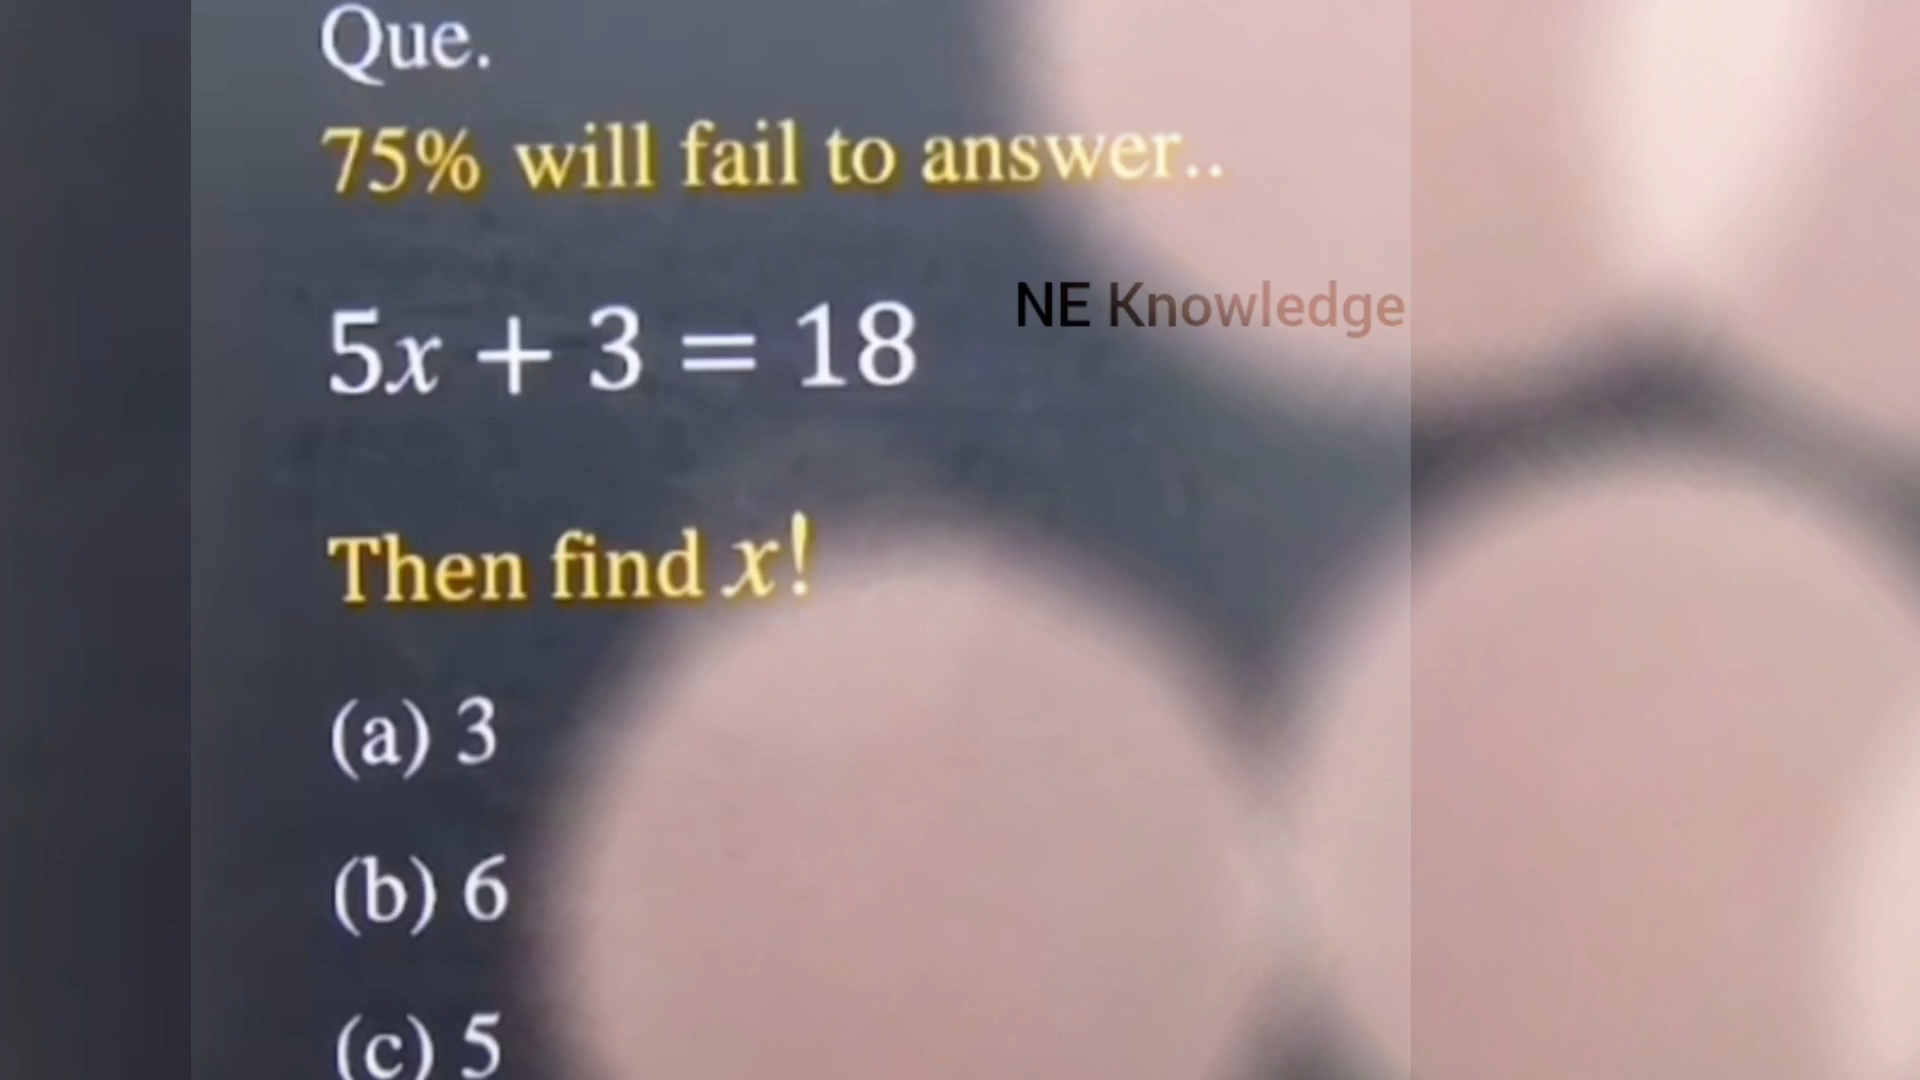 Que.
75% will fail to answer..
5x + 3 = 18
NE Knowledge
Then find x!
(a) 3
(b) 6
(c) 5